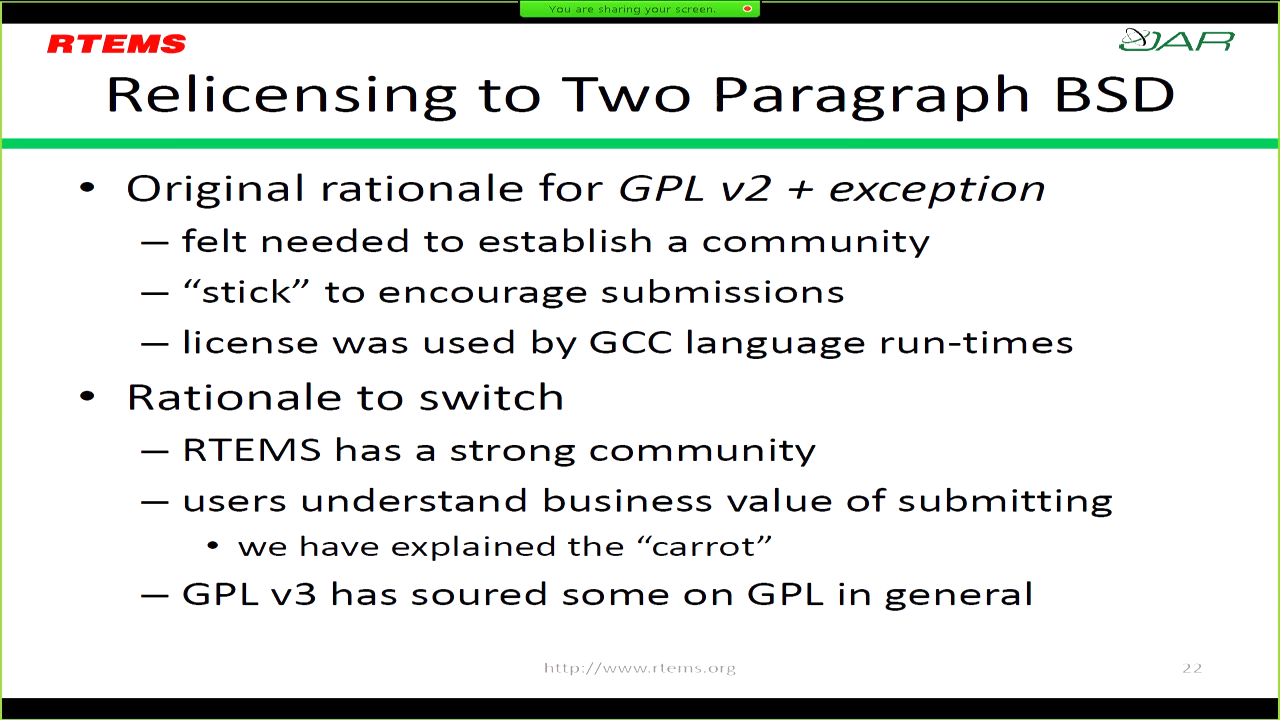 You are sharing your screen.
RTEMS
OAR
Relicensing to Two Paragraph BSD
• Original rationale for GPL v2 + exception
– felt needed to establish a community
– “stick” to encourage submissions
– license was used by GCC language run-times
• Rationale to switch
– RTEMS has a strong community
– users understand business value of submitting
• we have explained the “carrot”
– GPL v3 has soured some on GPL in general
http://www.rtems.org
22